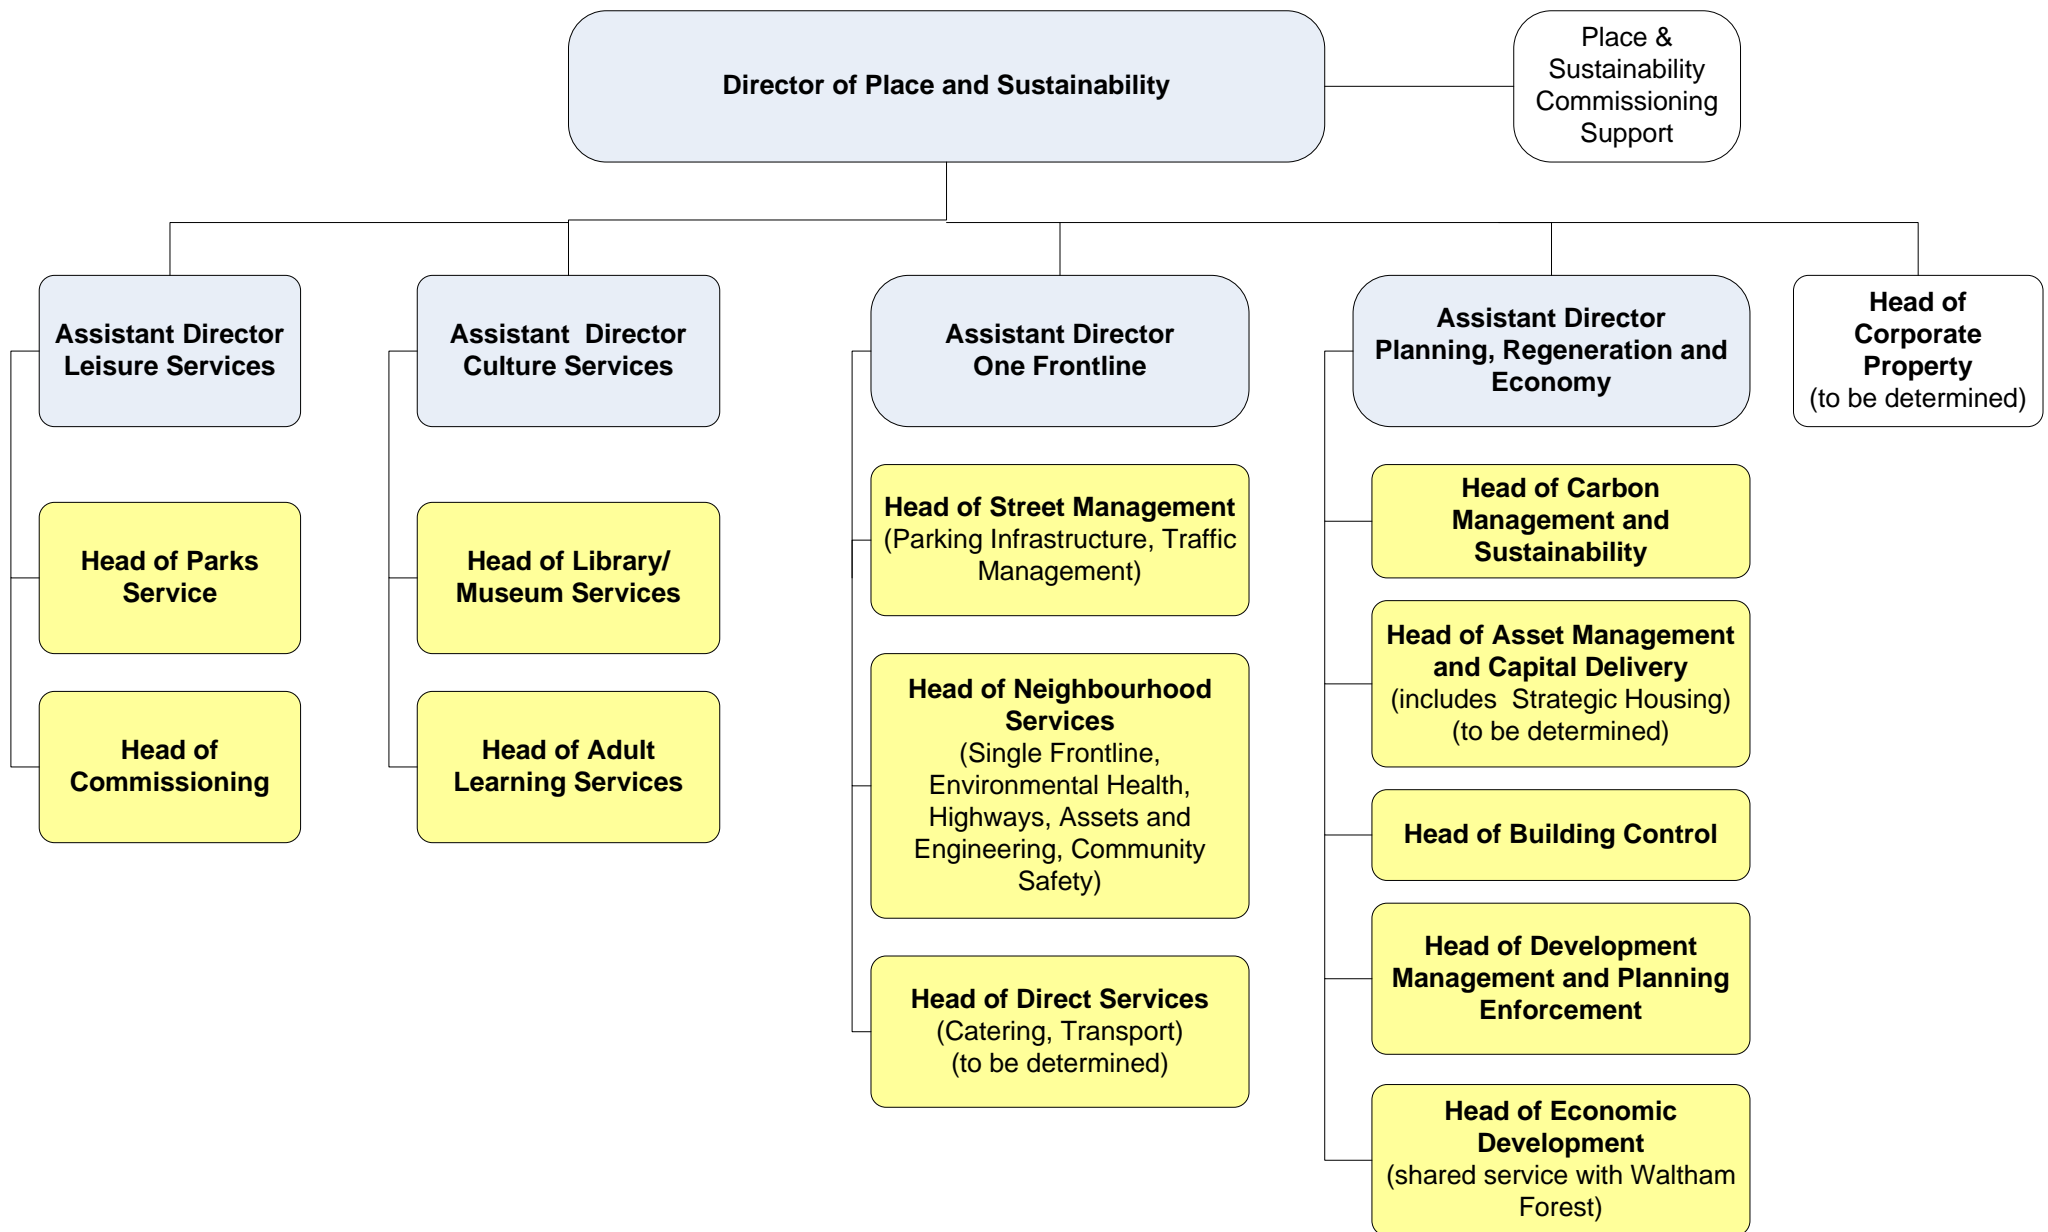 Director of Place and Sustainability
Place &
Sustainability
Commissioning
Support
Assistant Director
Leisure Services
Head of Parks
Service
Head of
Commissioning
Assistant  Director
Culture Services
Head of Library/
Museum Services
Head of Adult
Learning Services
Assistant Director
One Frontline
Head of Street Management
(Parking Infrastructure, Traffic
Management)
Head of Neighbourhood
Services
(Single Frontline,
Environmental Health,
Highways, Assets and
Engineering, Community
Safety)
Head of Direct Services
(Catering, Transport)
(to be determined)
Assistant Director
Planning, Regeneration and
Economy
Head of Carbon
Management and
Sustainability
Head of Asset Management
and Capital Delivery
(includes  Strategic Housing)
(to be determined)
Head of Building Control
Head of Development
Management and Planning
Enforcement
Head of Economic
Development
(shared service with Waltham
Forest)
Head of
Corporate
Property
(to be determined)